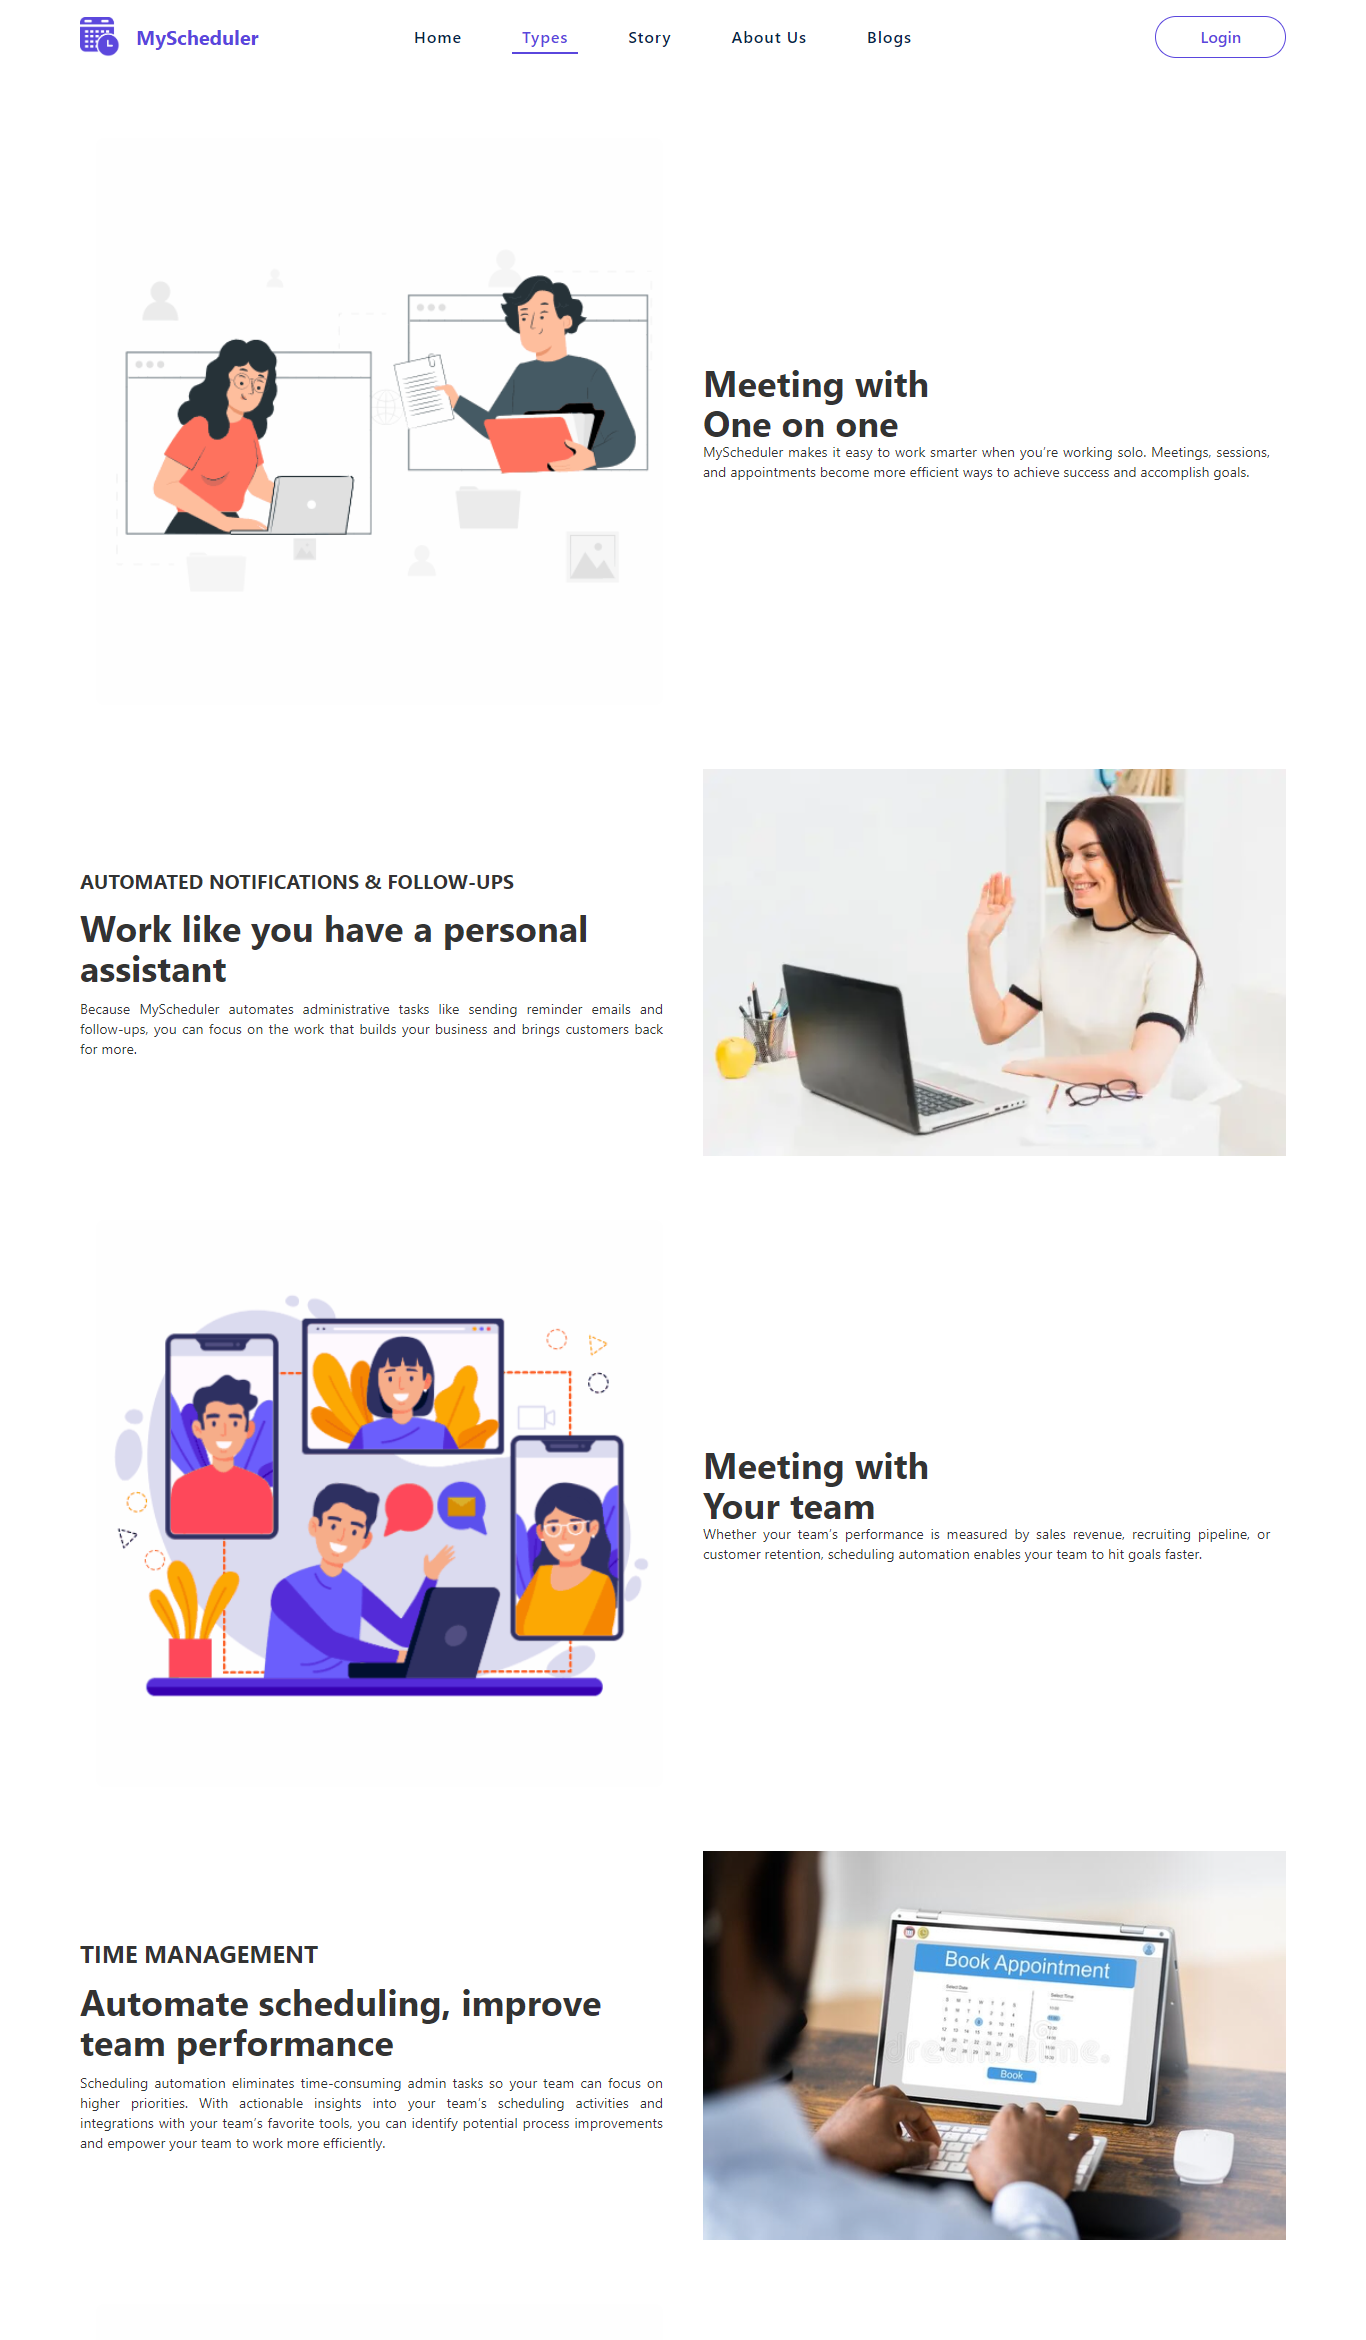 MyScheduler
Home
Types
Story
About Us
Blogs
Login
Meeting with
One on one
MyScheduler makes it easy to work smarter when you're working solo. Meetings, sessions,
and appointments become more efficient ways to achieve success and accomplish goals.
AUTOMATED NOTIFICATIONS & FOLLOW-UPS
Work like you have a personal
assistant
Because MyScheduler automates administrative tasks like sending reminder emails and
follow-ups, you can focus on the work that builds your business and brings customers back
for more.
Meeting with
Your team
Whether your team's performance is measured by sales revenue, recruiting pipeline, or
customer retention, scheduling automation enables your team to hit goals faster.
TIME MANAGEMENT
Automate scheduling, improve
team performance
Scheduling automation eliminates time-consuming admin tasks so your team can focus on
higher priorities. With actionable insights into your team's scheduling activities and
integrations with your team's favorite tools, you can identify potential process improvements
and empower your team to work more efficiently.
Book Appointment
Select Date
Select Time
Book